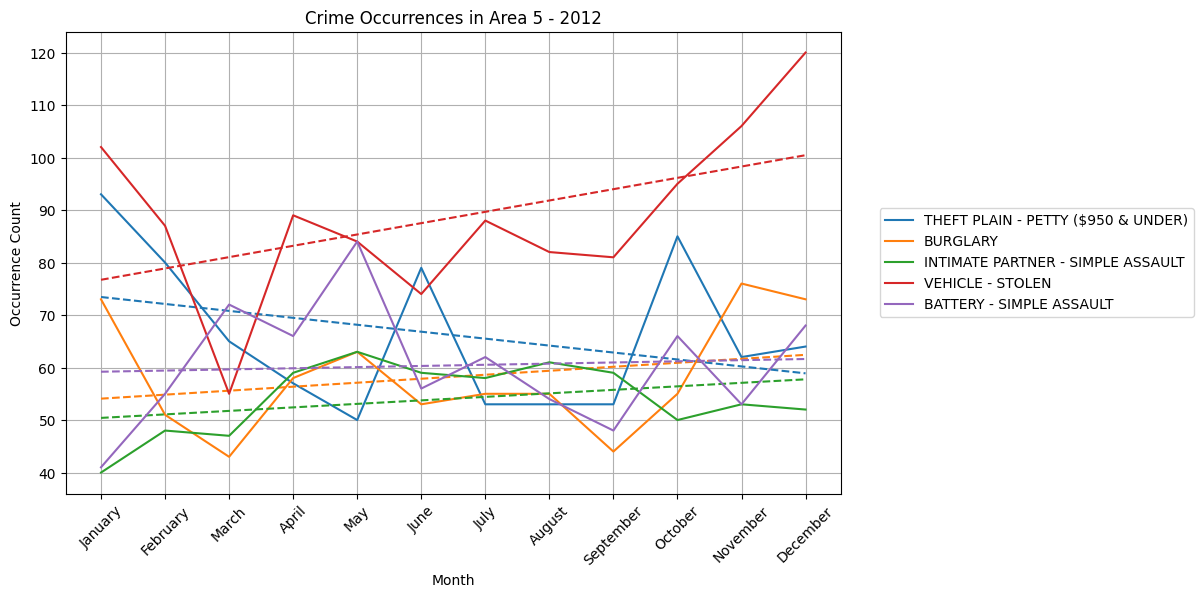 Crime Occurrences in Area 5 - 2012
Occurrence Count
120
110
100
90
80
70
60
50
40
January
February
March
April
May
June
July
August
September
October
November
December
Month
THEFT PLAIN - PETTY ($950 & UNDER)
BURGLARY
INTIMATE PARTNER - SIMPLE ASSAULT
VEHICLE - STOLEN
BATTERY - SIMPLE ASSAULT